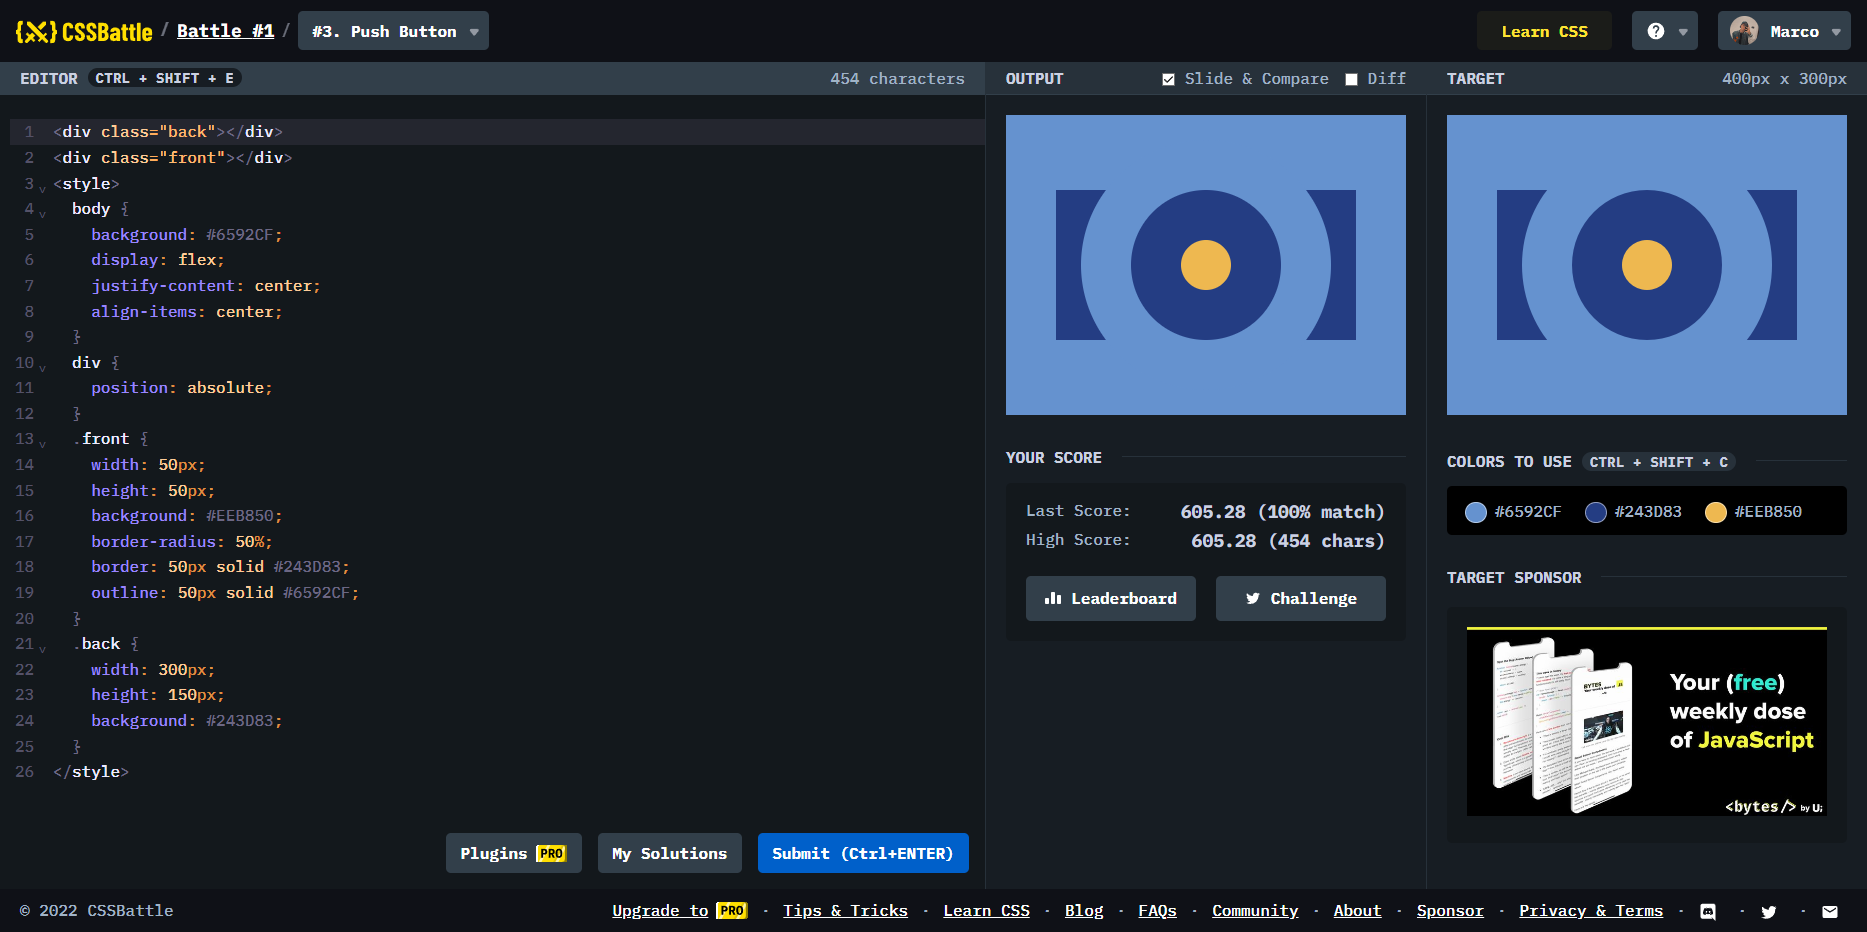 {X} CSSBattle / Battle #1 / #3. Push Button
Learn CSS
?
Marco
EDITOR CTRL + SHIFT + E
454 characters
OUTPUT
Slide & Compare
Diff
TARGET
400px x 300px
1 <div class="back"></div>
2 <div class="front"></div>
3 <style>
4 body {
5 background: #6592CF;
6 display: flex;
7 justify-content: center;
8 align-items: center;
9 }
10 div {
11 position: absolute;
12 }
13 .front {
14 width: 50px;
15 height: 50px;
16 background: #EEB850;
17 border-radius: 50%;
18 border: 50px solid #243D83;
19 outline: 50px solid #6592CF;
20 }
21 .back {
22 width: 300px;
23 height: 150px;
24 background: #243D83;
25 }
26 </style>
Plugins PRO
My Solutions
Submit (Ctrl+ENTER)
YOUR SCORE
Last Score: 605.28 (100% match)
High Score: 605.28 (454 chars)
Leaderboard
Challenge
COLORS TO USE CTRL + SHIFT + C
#6592CF
#243D83
#EEB850
TARGET SPONSOR
Your (free)
weekly dose
of JavaScript
<bytes/> by Ui
© 2022 CSSBattle
Upgrade to PRO · Tips & Tricks · Learn CSS · Blog · FAQs · Community · About · Sponsor · Privacy & Terms